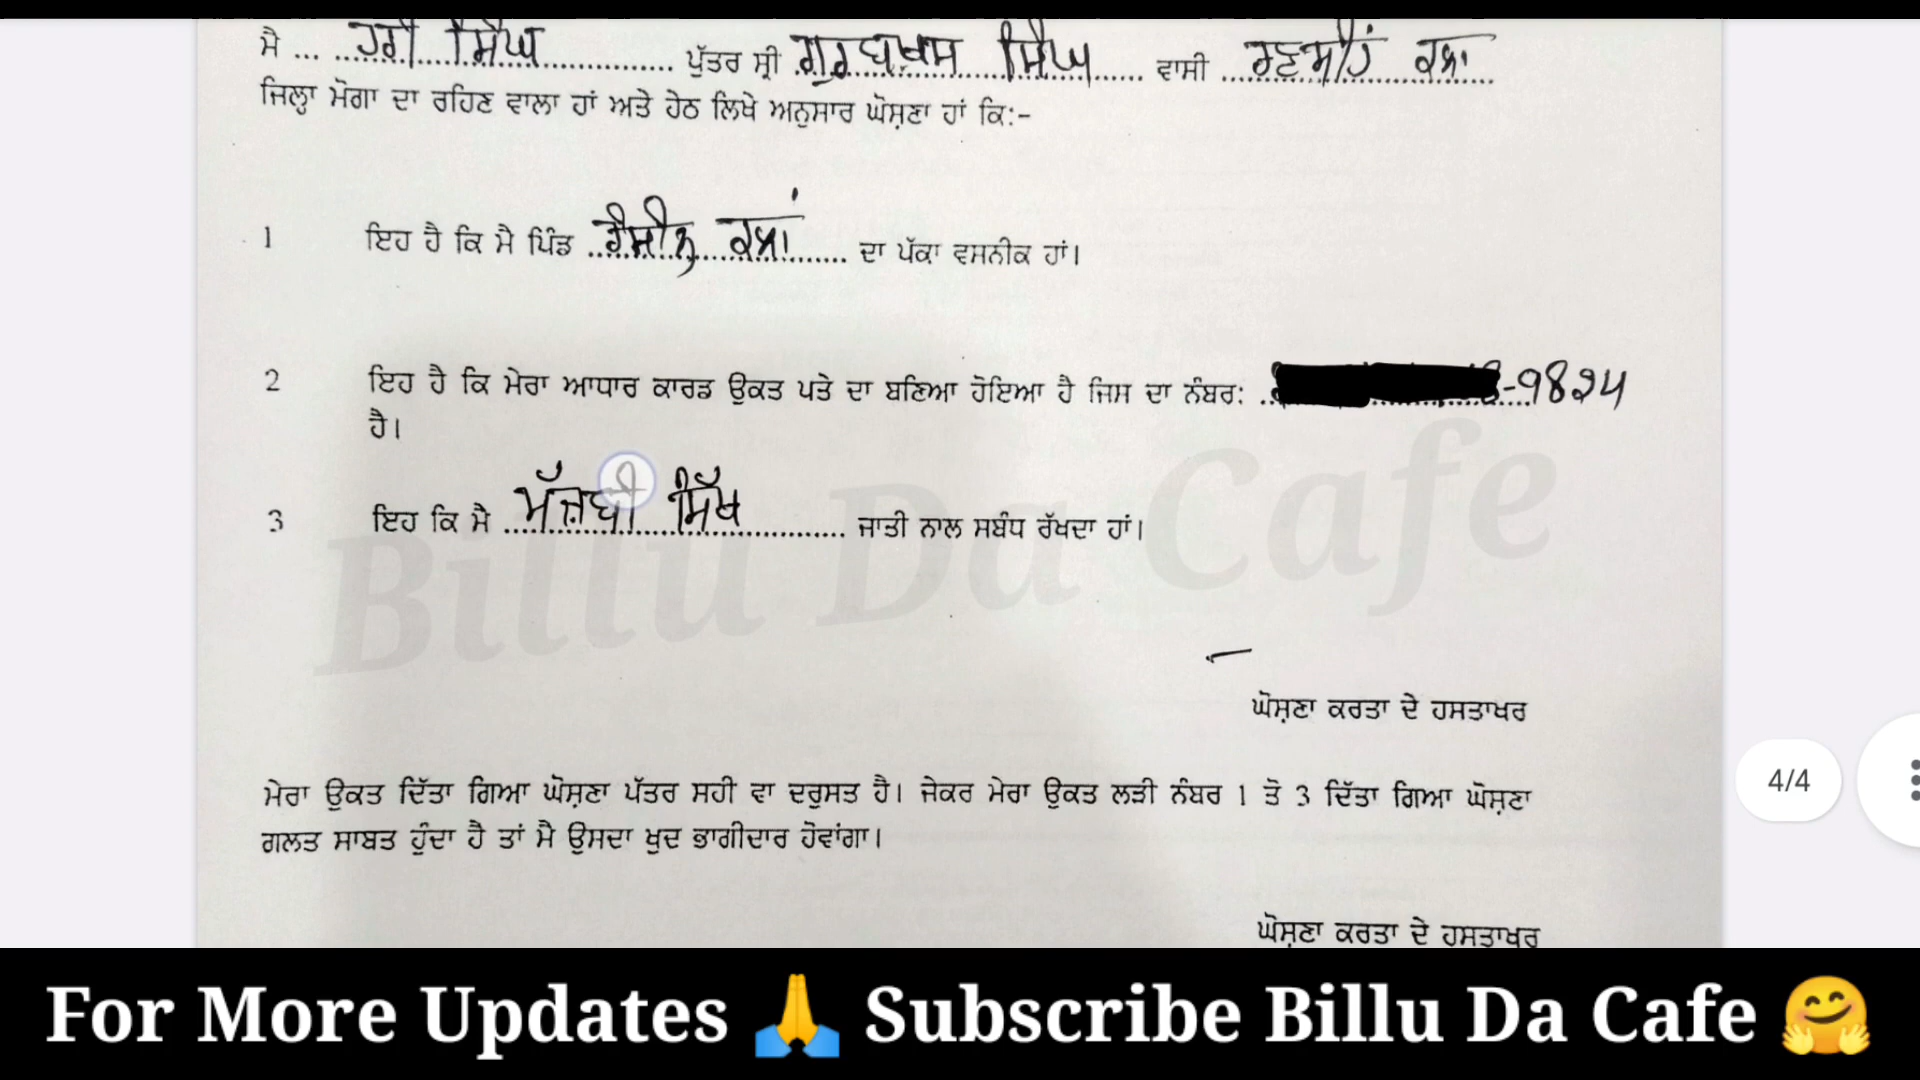 ਮੈ ... ਹਰੀ ਸਿੰਘ ਪੁੱਤਰ ਸ੍ਰੀ ਗੁਰਬਖਸ ਸਿੰਘ ਵਾਸੀ
ਜਿਲ੍ਹਾ ਮੋਗਾ ਦਾ ਰਹਿਣ ਵਾਲਾ ਹਾਂ ਅਤੇ ਹੇਠ ਲਿਖੇ ਅਨੁਸਾਰ ਘੋਸ਼ਣਾ ਹਾਂ ਕਿ:-
1 ਇਹ ਹੈ ਕਿ ਮੈ ਪਿੰਡ ਦਾ ਪੱਕਾ ਵਸਨੀਕ ਹਾਂ।
2 ਇਹ ਹੈ ਕਿ ਮੇਰਾ ਆਧਾਰ ਕਾਰਡ ਉਕਤ ਪਤੇ ਦਾ ਬਣਿਆ ਹੋਇਆ ਹੈ ਜਿਸ ਦਾ ਨੰਬਰ: -9824
ਹੈ।
3 ਇਹ ਕਿ ਮੈ ਮੱਜ਼ਬੀ ਸਿੱਖ ਜਾਤੀ ਨਾਲ ਸਬੰਧ ਰੱਖਦਾ ਹਾਂ।
Billu Da Cafe
ਘੋਸ਼ਣਾ ਕਰਤਾ ਦੇ ਹਸਤਾਖਰ
4/4
ਮੇਰਾ ਉਕਤ ਦਿੱਤਾ ਗਿਆ ਘੋਸ਼ਣਾ ਪੱਤਰ ਸਹੀ ਵਾ ਦਰੁਸਤ ਹੈ। ਜੇਕਰ ਮੇਰਾ ਉਕਤ ਲੜੀ ਨੰਬਰ 1 ਤੋ 3 ਦਿੱਤਾ ਗਿਆ ਘੋਸ਼ਣਾ
ਗਲਤ ਸਾਬਤ ਹੁੰਦਾ ਹੈ ਤਾਂ ਮੈ ਉਸਦਾ ਖੁਦ ਭਾਗੀਦਾਰ ਹੋਵਾਂਗਾ।
ਘੋਸ਼ਣਾ ਕਰਤਾ ਦੇ ਹਸਤਾਖਰ
For More Updates 🙏 Subscribe Billu Da Cafe 🤗